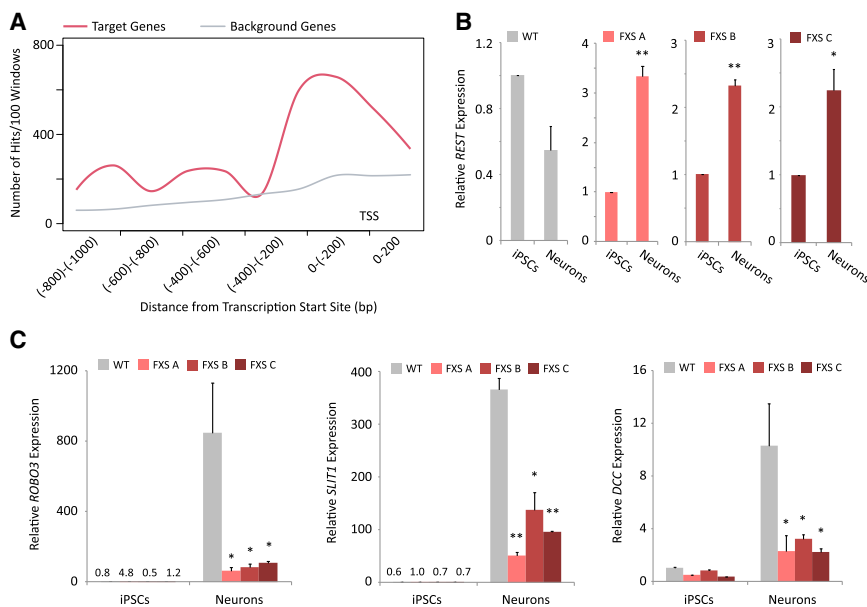 A
Target Genes
Background Genes
Number of Hits/100 Windows
800
400
0
TSS
(-800)-(-1000)
(-600)-(-800)
(-400)-(-600)
(-400)-(-200)
0-(-200)
0-200
Distance from Transcription Start Site (bp)
B
WT
FXS A
FXS B
FXS C
Relative REST Expression
1.2
0.8
0.4
0
iPSCs
Neurons
4
3
2
1
0
**
iPSCs
Neurons
3
2
1
0
**
iPSCs
Neurons
3
2
1
0
*
iPSCs
Neurons
C
WT
FXS A
FXS B
FXS C
Relative ROBO3 Expression
1200
800
400
0
0.8 4.8 0.5 1.2
* * *
iPSCs
Neurons
WT
FXS A
FXS B
FXS C
Relative SLIT1 Expression
400
300
200
100
0
0.6 1.0 0.7 0.7
** * **
iPSCs
Neurons
WT
FXS A
FXS B
FXS C
Relative DCC Expression
16
12
8
4
0
* * *
iPSCs
Neurons